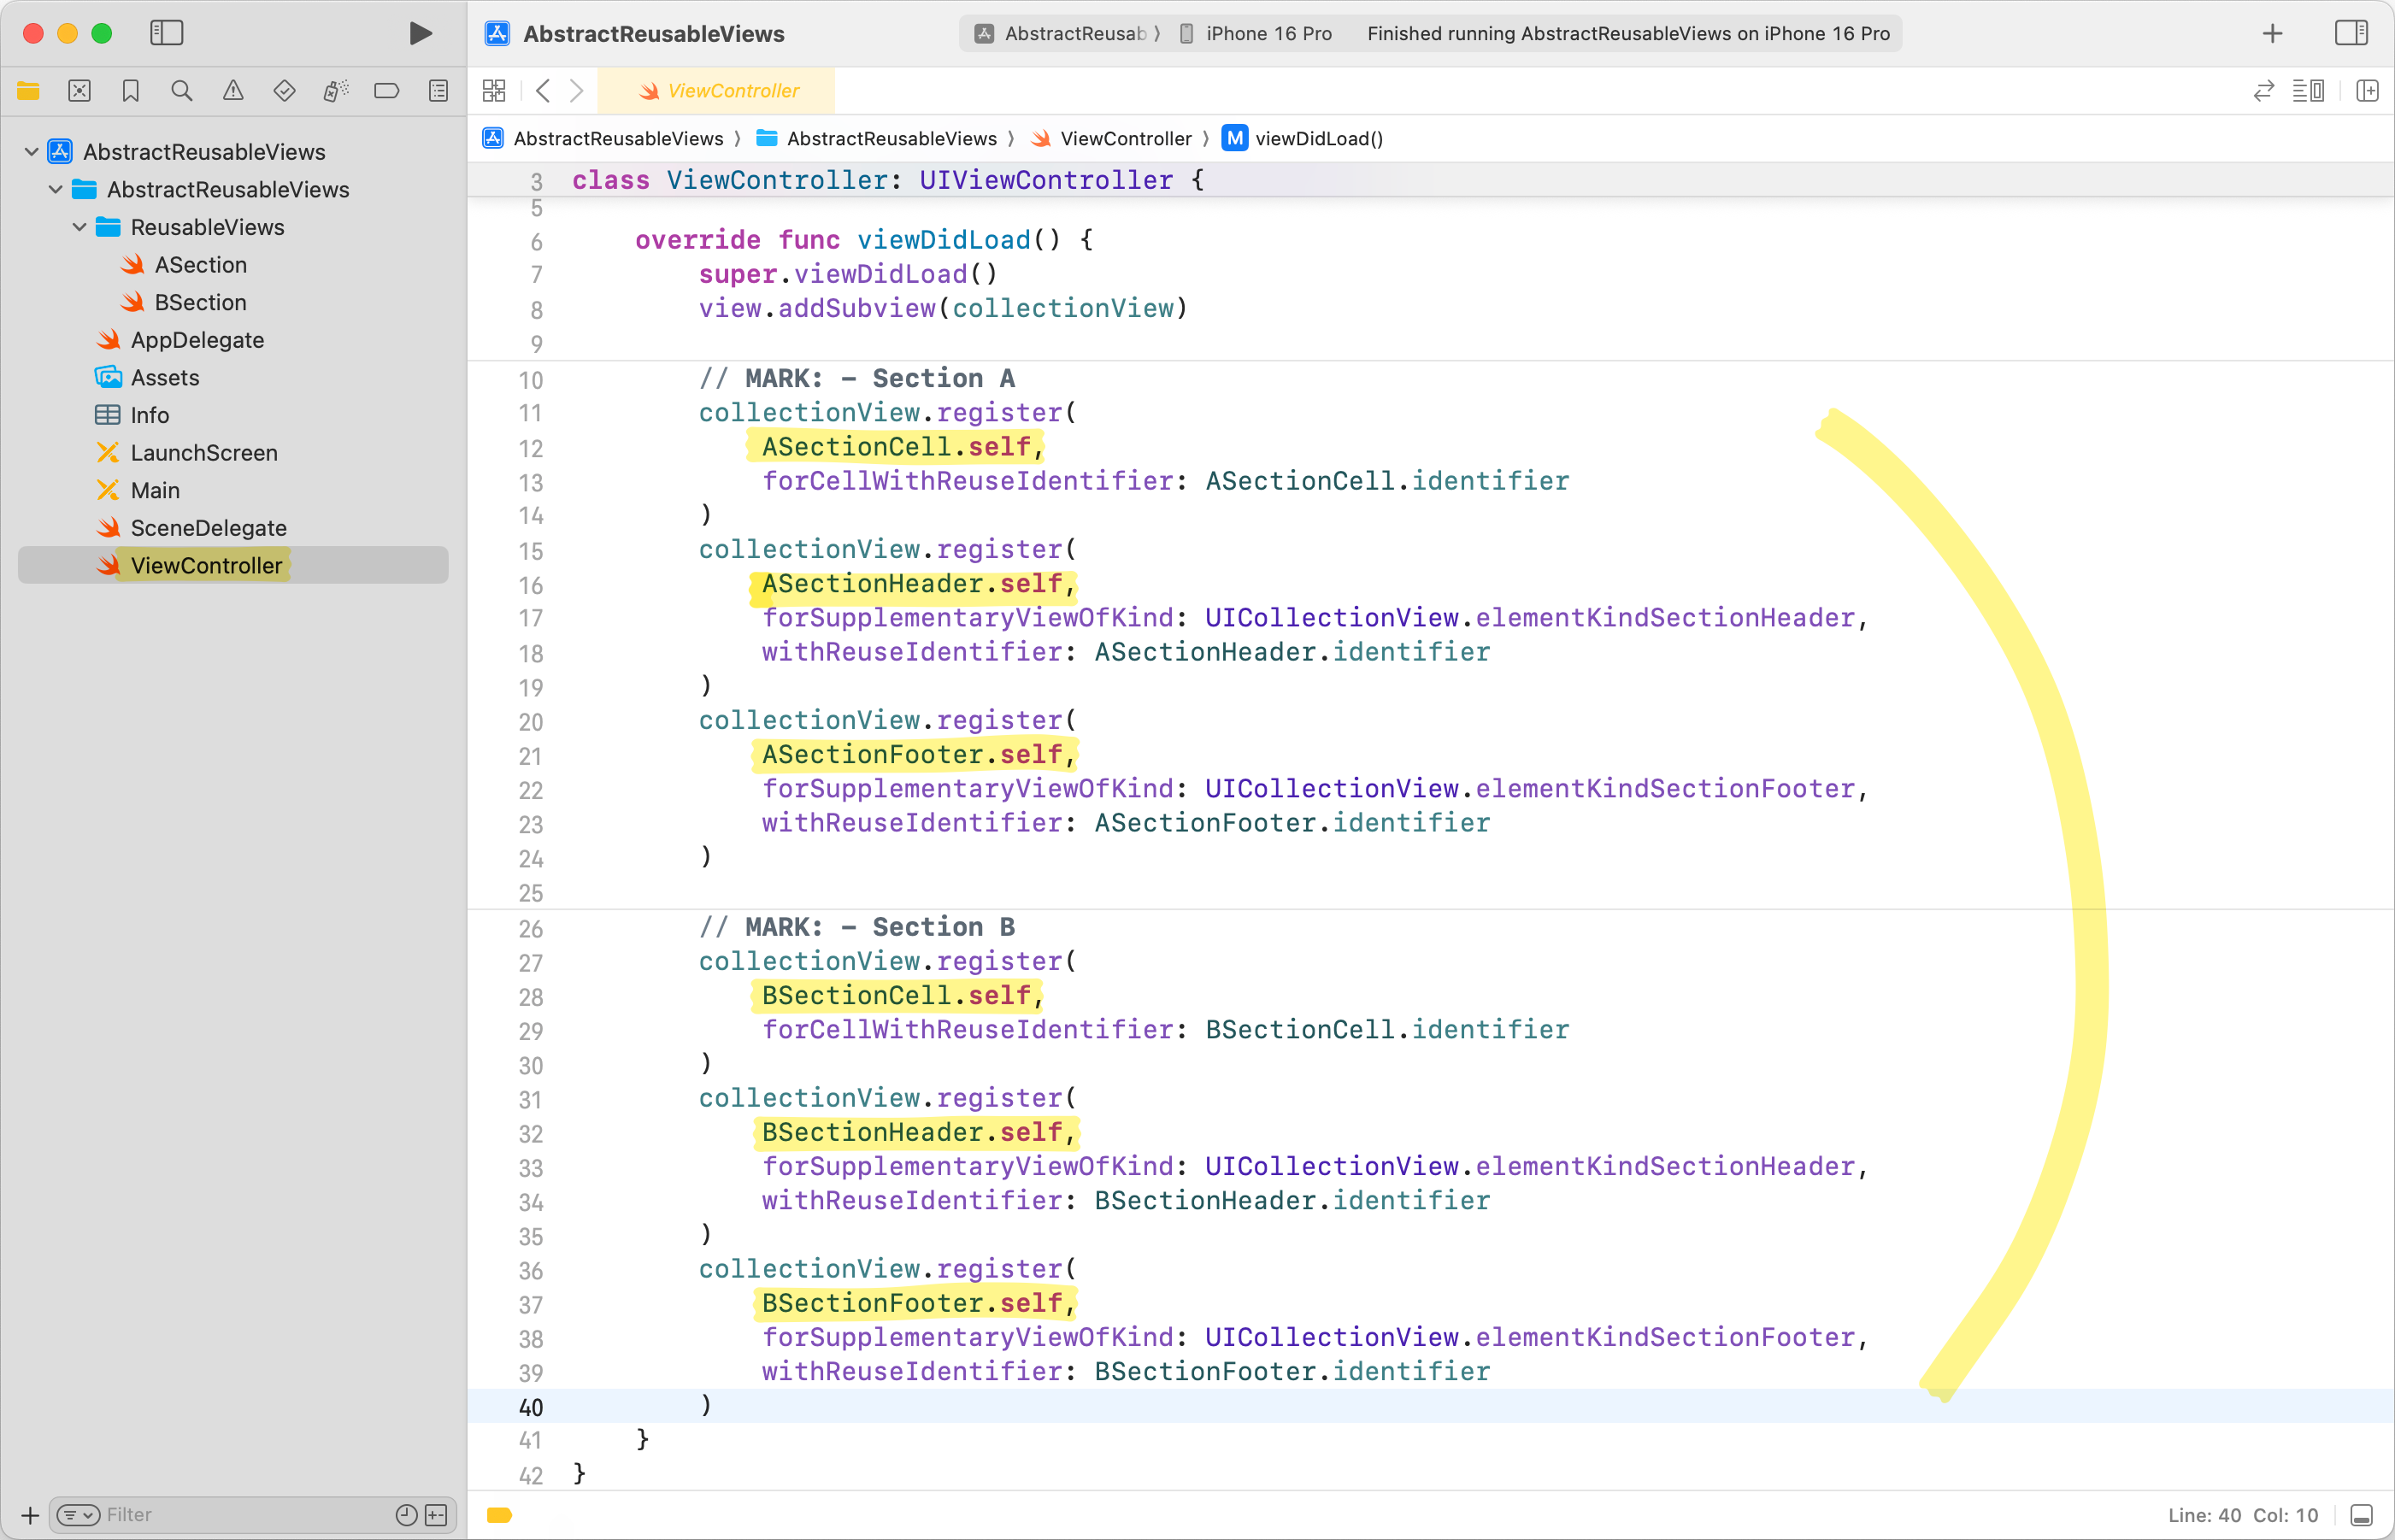 AbstractReusableViews
AbstractReusab 〉 iPhone 16 Pro Finished running AbstractReusableViews on iPhone 16 Pro
ViewController
AbstractReusableViews 〉 AbstractReusableViews 〉 ViewController 〉 M viewDidLoad()
AbstractReusableViews
AbstractReusableViews
ReusableViews
ASection
BSection
AppDelegate
Assets
Info
LaunchScreen
Main
SceneDelegate
ViewController
Filter
3 class ViewController: UIViewController {
5
6 override func viewDidLoad() {
7 super.viewDidLoad()
8 view.addSubview(collectionView)
9
10 // MARK: – Section A
11 collectionView.register(
12 ASectionCell.self,
13 forCellWithReuseIdentifier: ASectionCell.identifier
14 )
15 collectionView.register(
16 ASectionHeader.self,
17 forSupplementaryViewOfKind: UICollectionView.elementKindSectionHeader,
18 withReuseIdentifier: ASectionHeader.identifier
19 )
20 collectionView.register(
21 ASectionFooter.self,
22 forSupplementaryViewOfKind: UICollectionView.elementKindSectionFooter,
23 withReuseIdentifier: ASectionFooter.identifier
24 )
25
26 // MARK: – Section B
27 collectionView.register(
28 BSectionCell.self,
29 forCellWithReuseIdentifier: BSectionCell.identifier
30 )
31 collectionView.register(
32 BSectionHeader.self,
33 forSupplementaryViewOfKind: UICollectionView.elementKindSectionHeader,
34 withReuseIdentifier: BSectionHeader.identifier
35 )
36 collectionView.register(
37 BSectionFooter.self,
38 forSupplementaryViewOfKind: UICollectionView.elementKindSectionFooter,
39 withReuseIdentifier: BSectionFooter.identifier
40 )
41 }
42 }
Line: 40 Col: 10